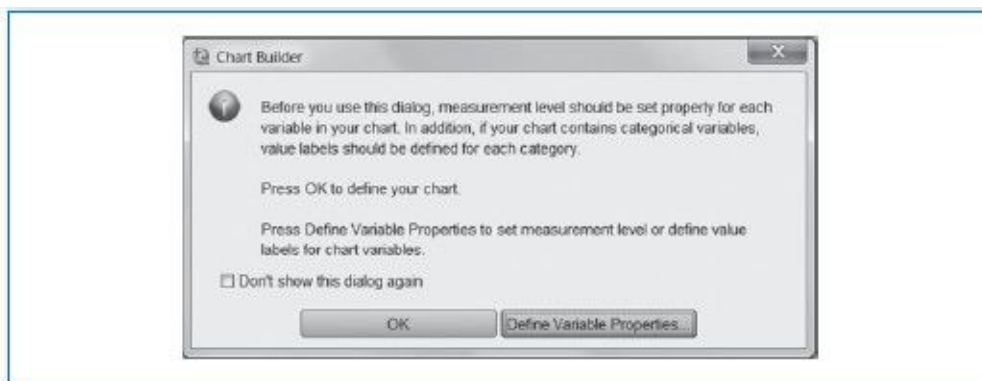 Chart Builder
Before you use this dialog, measurement level should be set properly for each
variable in your chart. In addition, if your chart contains categorical variables,
value labels should be defined for each category.
Press OK to define your chart.
Press Define Variable Properties to set measurement level or define value
labels for chart variables.
Don't show this dialog again
OK
Define Variable Properties...